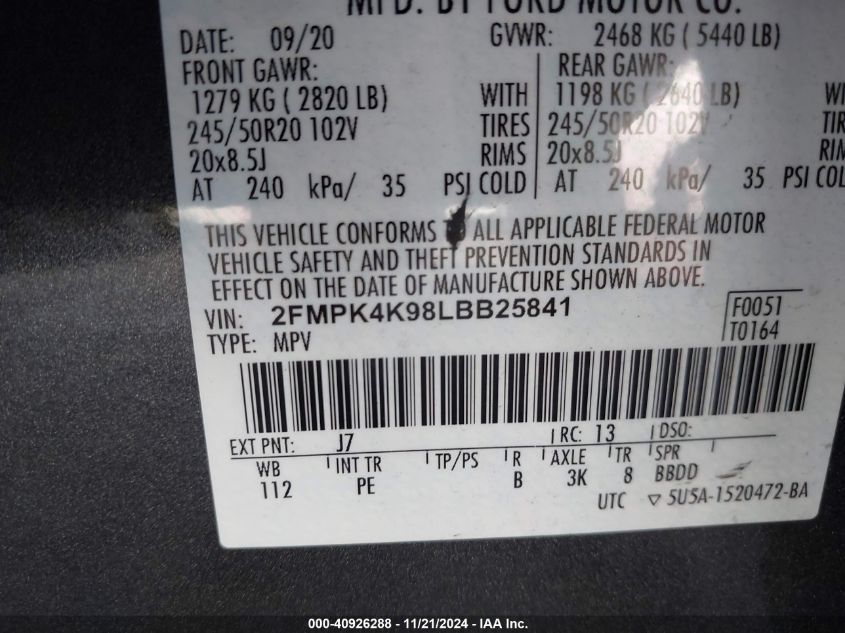 MFD. BY FORD MOTOR CO.
DATE: 09/20 GVWR: 2468 KG ( 5440 LB)
FRONT GAWR: REAR GAWR:
1279 KG ( 2820 LB) WITH 1198 KG ( 2640 LB) WI
245/50R20 102V TIRES 245/50R20 102V TIR
20x8.5J RIMS 20x8.5J RIM
AT 240 kPa/ 35 PSI COLD AT 240 kPa/ 35 PSI COL
THIS VEHICLE CONFORMS TO ALL APPLICABLE FEDERAL MOTOR
VEHICLE SAFETY AND THEFT PREVENTION STANDARDS IN
EFFECT ON THE DATE OF MANUFACTURE SHOWN ABOVE.
VIN: 2FMPK4K98LBB25841 F0051
TYPE: MPV T0164
EXT PNT: J7 RC: 13 DSO:
WB INT TR TP/PS R AXLE TR SPR
112 PE B 3K 8 BBDD
UTC ▽ 5U5A-1520472-BA
000-40926288 - 11/21/2024 - IAA Inc.